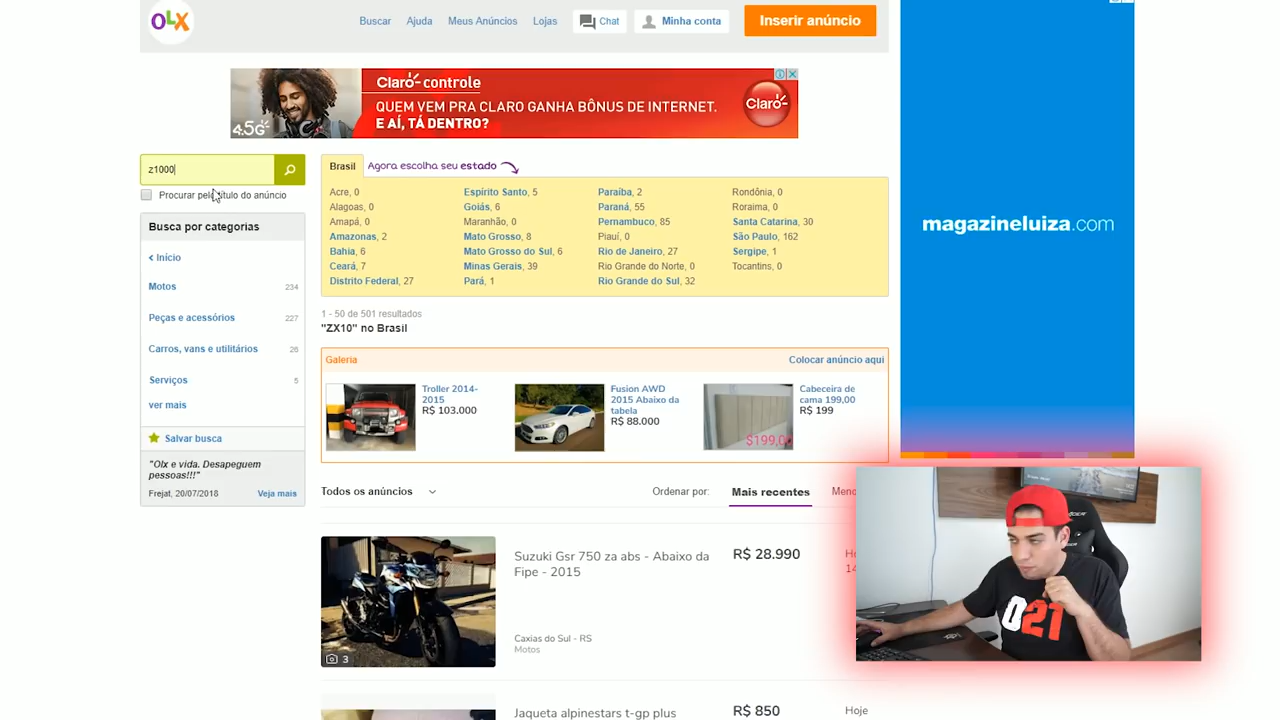 OLX
Buscar
Ajuda
Meus Anúncios
Lojas
Chat
Minha conta
Inserir anúncio
Claro controle
QUEM VEM PRA CLARO GANHA BÔNUS DE INTERNET.
E AÍ, TÁ DENTRO?
4.5G
Claro
z1000
Procurar pelo título do anúncio
Busca por categorias
Início
Motos 234
Peças e acessórios 227
Carros, vans e utilitários 26
Serviços 5
ver mais
Salvar busca
"Olx e vida. Desapeguem
pessoas!!!"
Frejat, 20/07/2018 Veja mais
Brasil Agora escolha seu estado
Acre, 0
Alagoas, 0
Amapá, 0
Amazonas, 2
Bahia, 6
Ceará, 7
Distrito Federal, 27
Espírito Santo, 5
Goiás, 6
Maranhão, 0
Mato Grosso, 8
Mato Grosso do Sul, 6
Minas Gerais, 39
Pará, 1
Paraíba, 2
Paraná, 55
Pernambuco, 85
Piauí, 0
Rio de Janeiro, 27
Rio Grande do Norte, 0
Rio Grande do Sul, 32
Rondônia, 0
Roraima, 0
Santa Catarina, 30
São Paulo, 162
Sergipe, 1
Tocantins, 0
1 - 50 de 501 resultados
"ZX10" no Brasil
Galeria
Colocar anúncio aqui
Troller 2014-
2015
R$ 103.000
Fusion AWD
2015 Abaixo da
tabela
R$ 88.000
$199,00
Cabeceira de
cama 199,00
R$ 199
Todos os anúncios
Ordenar por:
Mais recentes
3
Suzuki Gsr 750 za abs - Abaixo da
Fipe - 2015
R$ 28.990
Caxias do Sul - RS
Motos
Jaqueta alpinestars t-gp plus
R$ 850
Hoje
magazineluiza.com
021